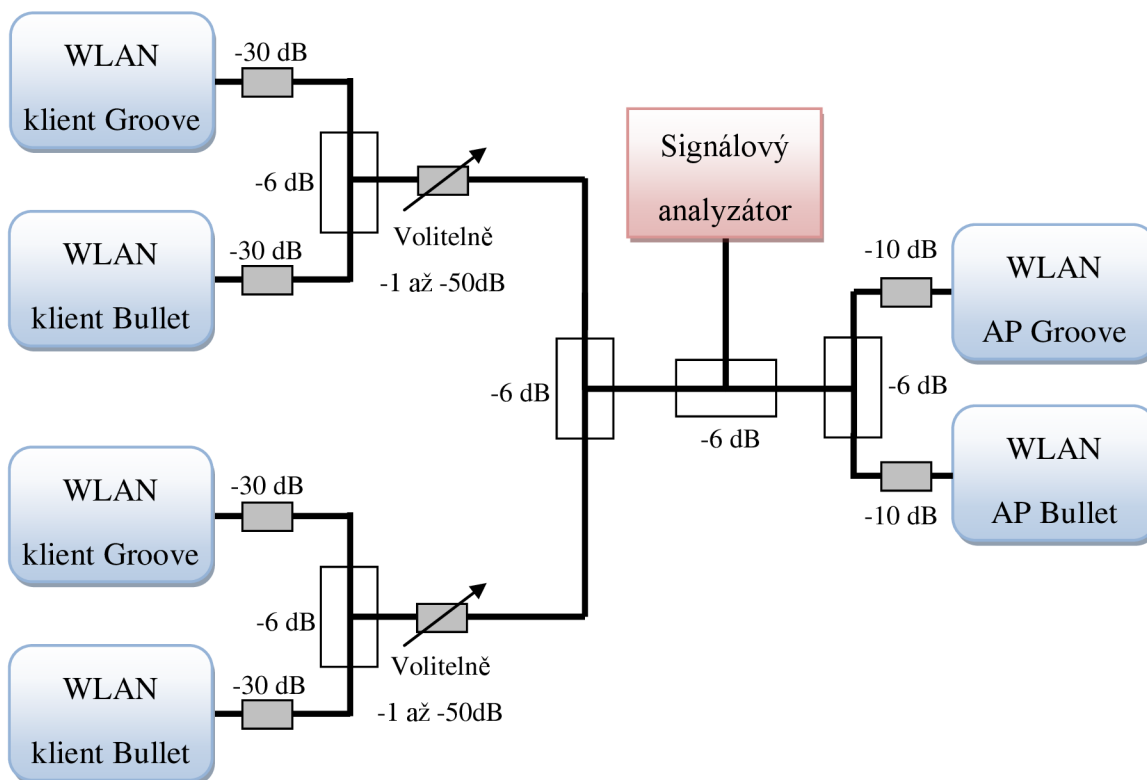 WLAN
klient Groove
-30 dB
-6 dB
WLAN
klient Bullet
-30 dB
Volitelně
-1 až -50dB
Signálový
analyzátor
-6 dB
-6 dB
-6 dB
-10 dB
WLAN
AP Groove
-10 dB
WLAN
AP Bullet
WLAN
klient Groove
-30 dB
-6 dB
WLAN
klient Bullet
-30 dB
Volitelně
-1 až -50dB